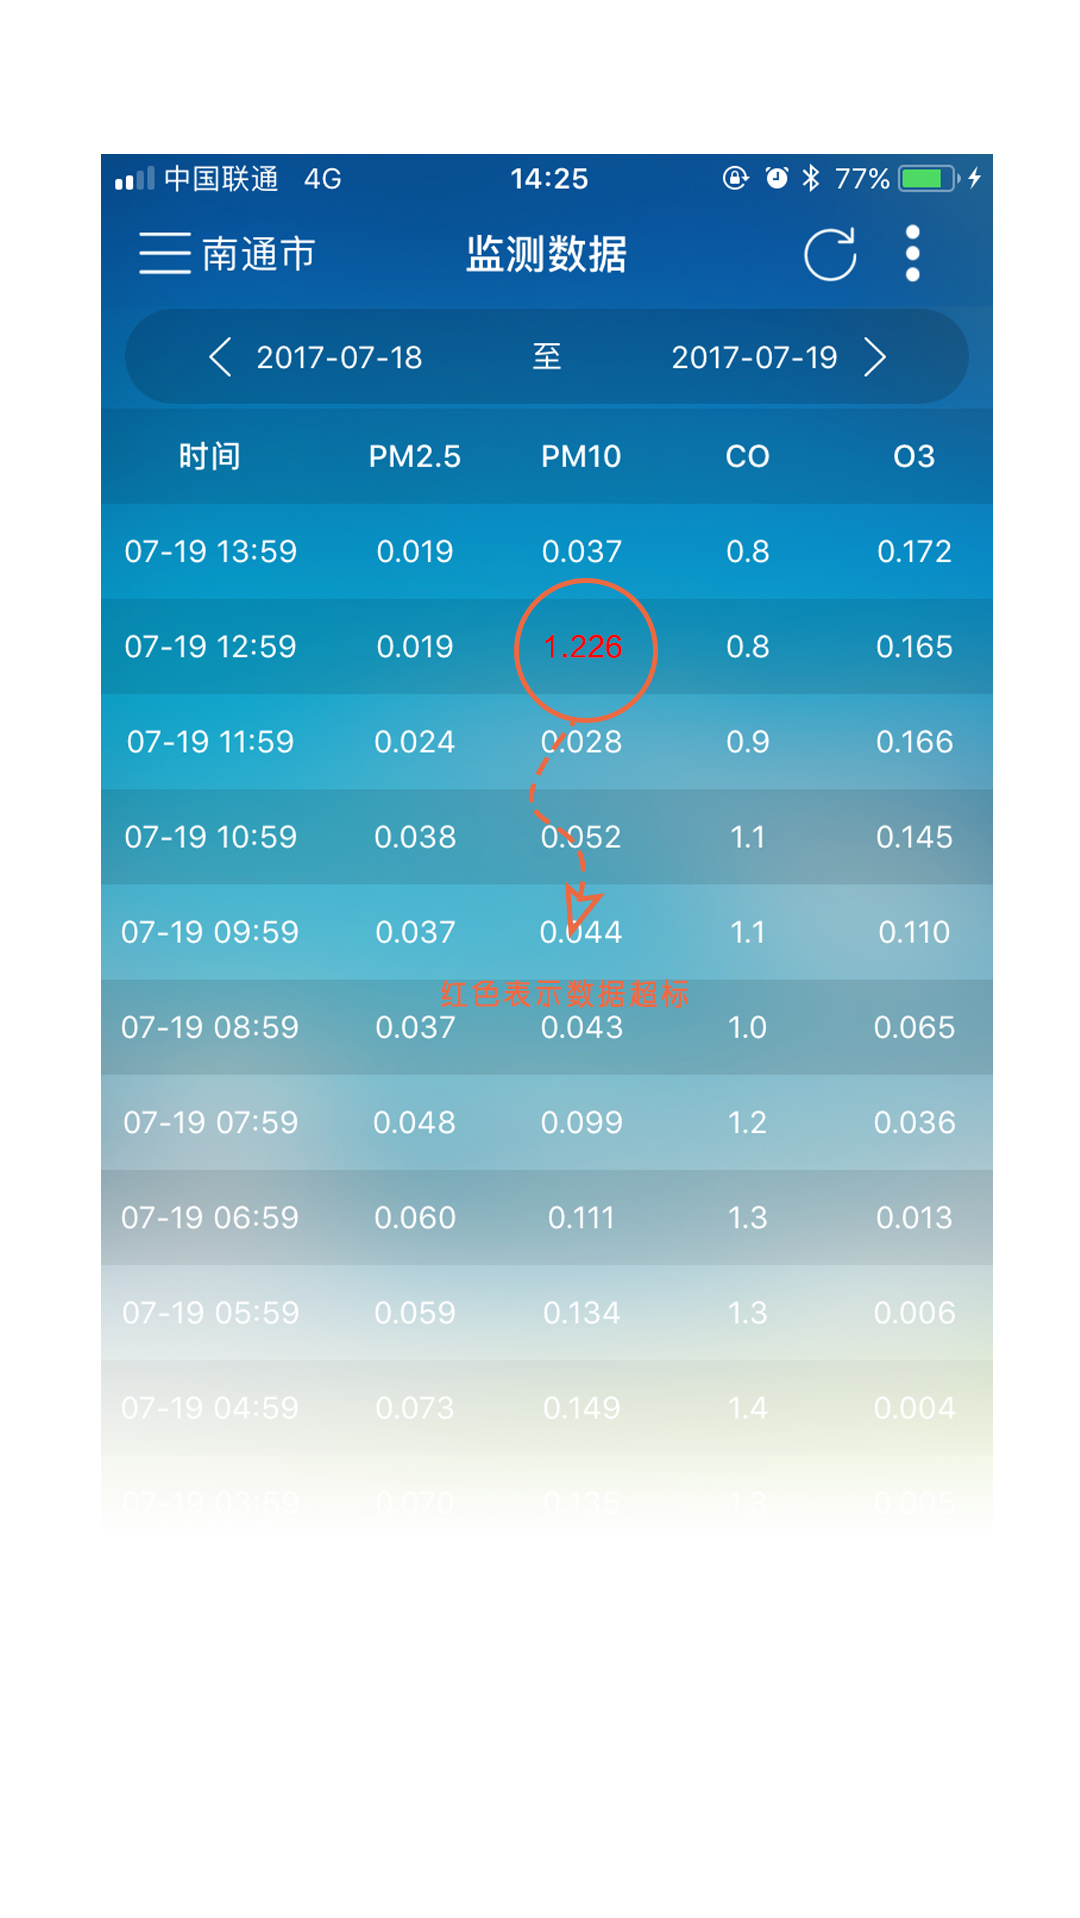 中国联通 4G 14:25 77%
南通市 监测数据
2017-07-18 至 2017-07-19
时间 PM2.5 PM10 CO O3
07-19 13:59 0.019 0.037 0.8 0.172
07-19 12:59 0.019 1.226 0.8 0.165
07-19 11:59 0.024 0.028 0.9 0.166
07-19 10:59 0.038 0.052 1.1 0.145
07-19 09:59 0.037 0.044 1.1 0.110
红色表示数据超标
07-19 08:59 0.037 0.043 1.0 0.065
07-19 07:59 0.048 0.099 1.2 0.036
07-19 06:59 0.060 0.111 1.3 0.013
07-19 05:59 0.059 0.134 1.3 0.006
07-19 04:59 0.073 0.149 1.4 0.004
07-19 03:59 0.070 0.135 1.3 0.005